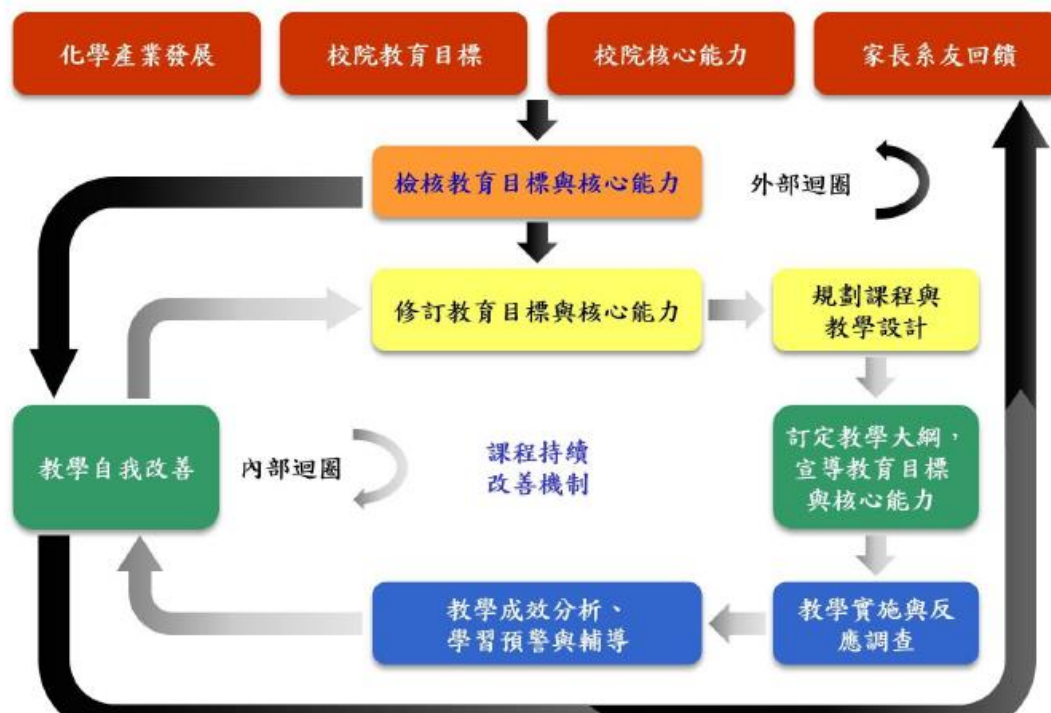 化學產業發展
校院教育目標
校院核心能力
家長系友回饋
檢核教育目標與核心能力
外部迴圈
修訂教育目標與核心能力
規劃課程與
教學設計
教學自我改善
內部迴圈
課程持續
改善機制
訂定教學大綱，
宣導教育目標
與核心能力
教學成效分析、
學習預警與輔導
教學實施與反
應調查